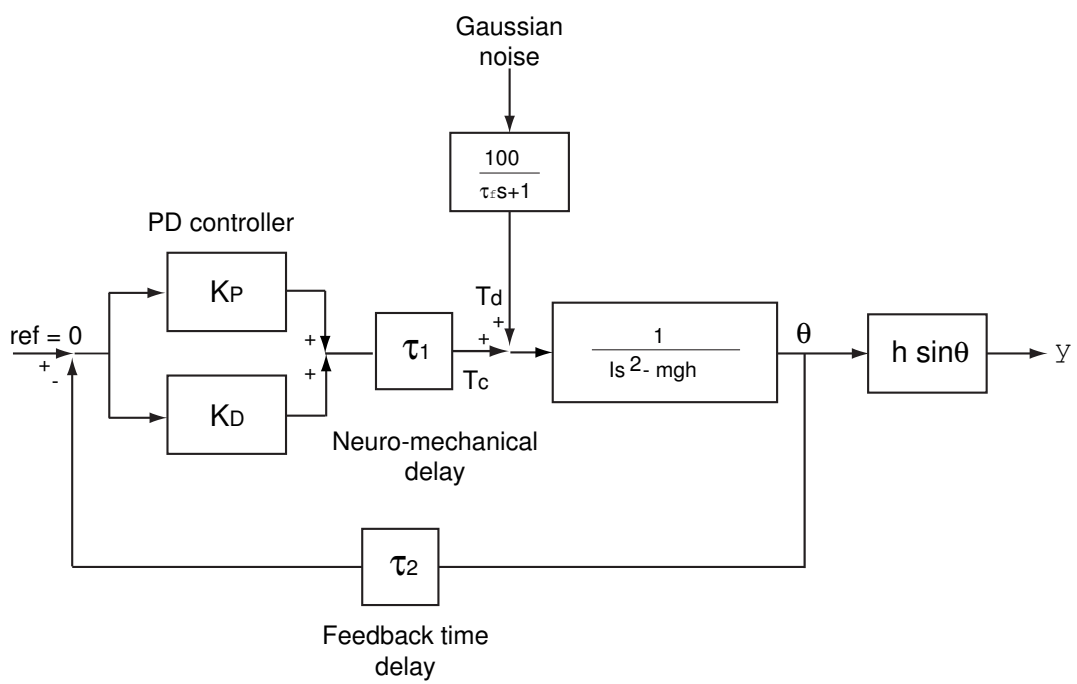 Gaussian
noise
100
τfs+1
PD controller
KP
Td
+
ref = 0
+
-
+
+
τ1
+
Tc
1
Is2- mgh
θ
h sinθ
y
KD
Neuro-mechanical
delay
τ2
Feedback time
delay